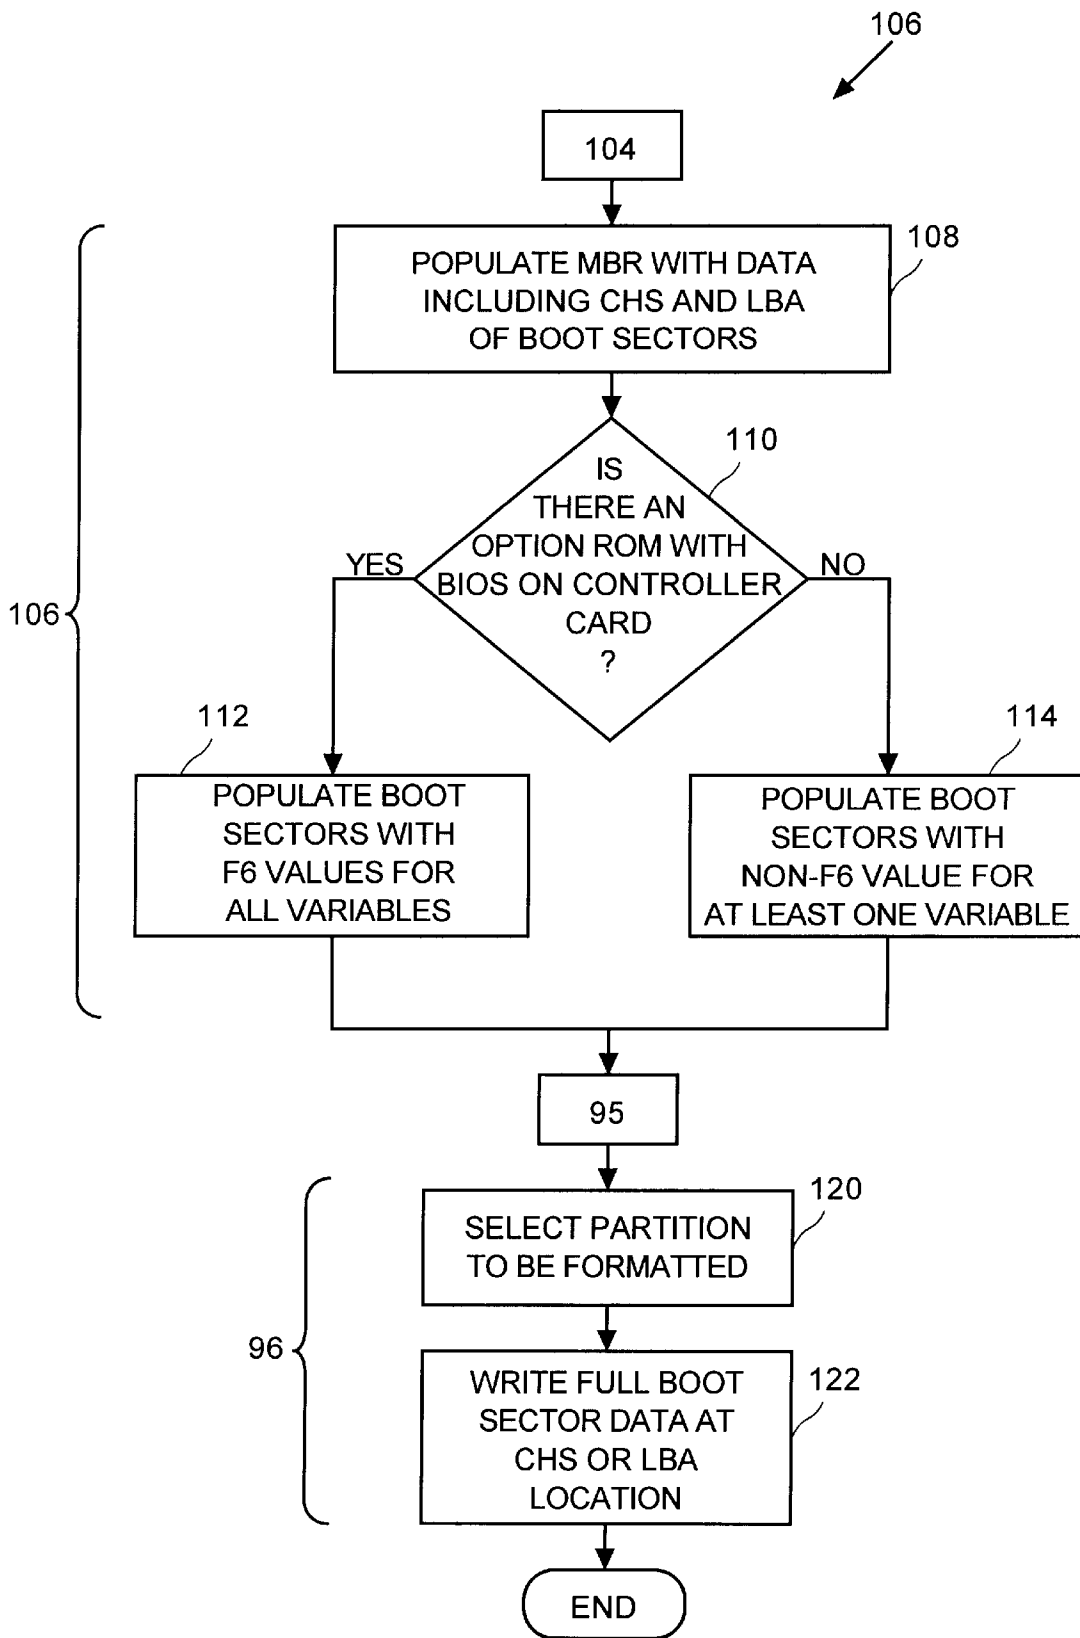 106
104
108
POPULATE MBR WITH DATA
INCLUDING CHS AND LBA
OF BOOT SECTORS
110
IS
THERE AN
OPTION ROM WITH
BIOS ON CONTROLLER
CARD
?
YES
NO
106
112
POPULATE BOOT
SECTORS WITH
F6 VALUES FOR
ALL VARIABLES
114
POPULATE BOOT
SECTORS WITH
NON-F6 VALUE FOR
AT LEAST ONE VARIABLE
95
120
SELECT PARTITION
TO BE FORMATTED
96
122
WRITE FULL BOOT
SECTOR DATA AT
CHS OR LBA
LOCATION
END